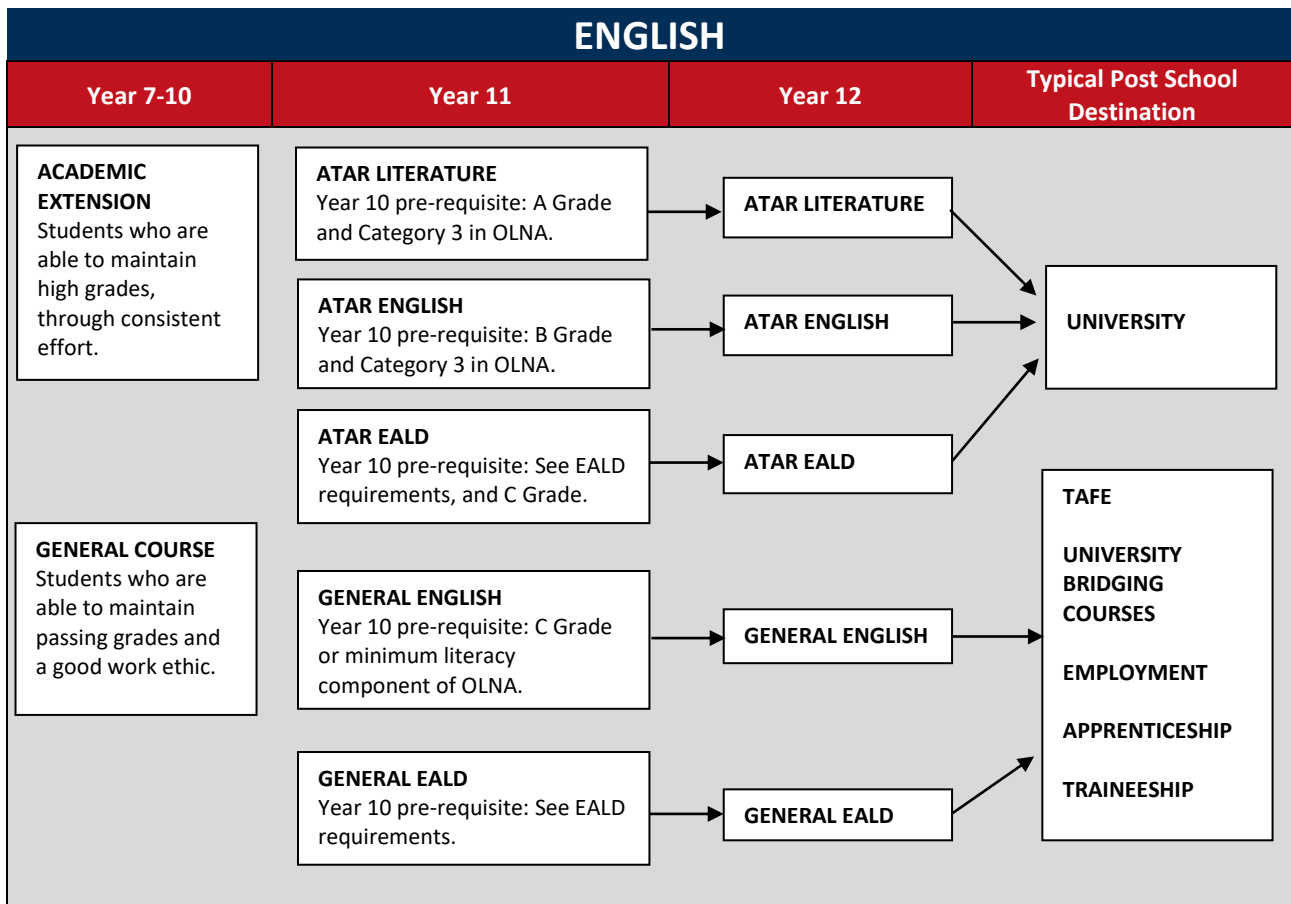 ENGLISH
Year 7-10
Year 11
Year 12
Typical Post School
Destination
ACADEMIC
EXTENSION
Students who are
able to maintain
high grades,
through consistent
effort.
GENERAL COURSE
Students who are
able to maintain
passing grades and
a good work ethic.
ATAR LITERATURE
Year 10 pre-requisite: A Grade
and Category 3 in OLNA.
ATAR ENGLISH
Year 10 pre-requisite: B Grade
and Category 3 in OLNA.
ATAR EALD
Year 10 pre-requisite: See EALD
requirements, and C Grade.
GENERAL ENGLISH
Year 10 pre-requisite: C Grade
or minimum literacy
component of OLNA.
GENERAL EALD
Year 10 pre-requisite: See EALD
requirements.
ATAR LITERATURE
ATAR ENGLISH
ATAR EALD
GENERAL ENGLISH
GENERAL EALD
UNIVERSITY
TAFE
UNIVERSITY
BRIDGING
COURSES
EMPLOYMENT
APPRENTICESHIP
TRAINEESHIP